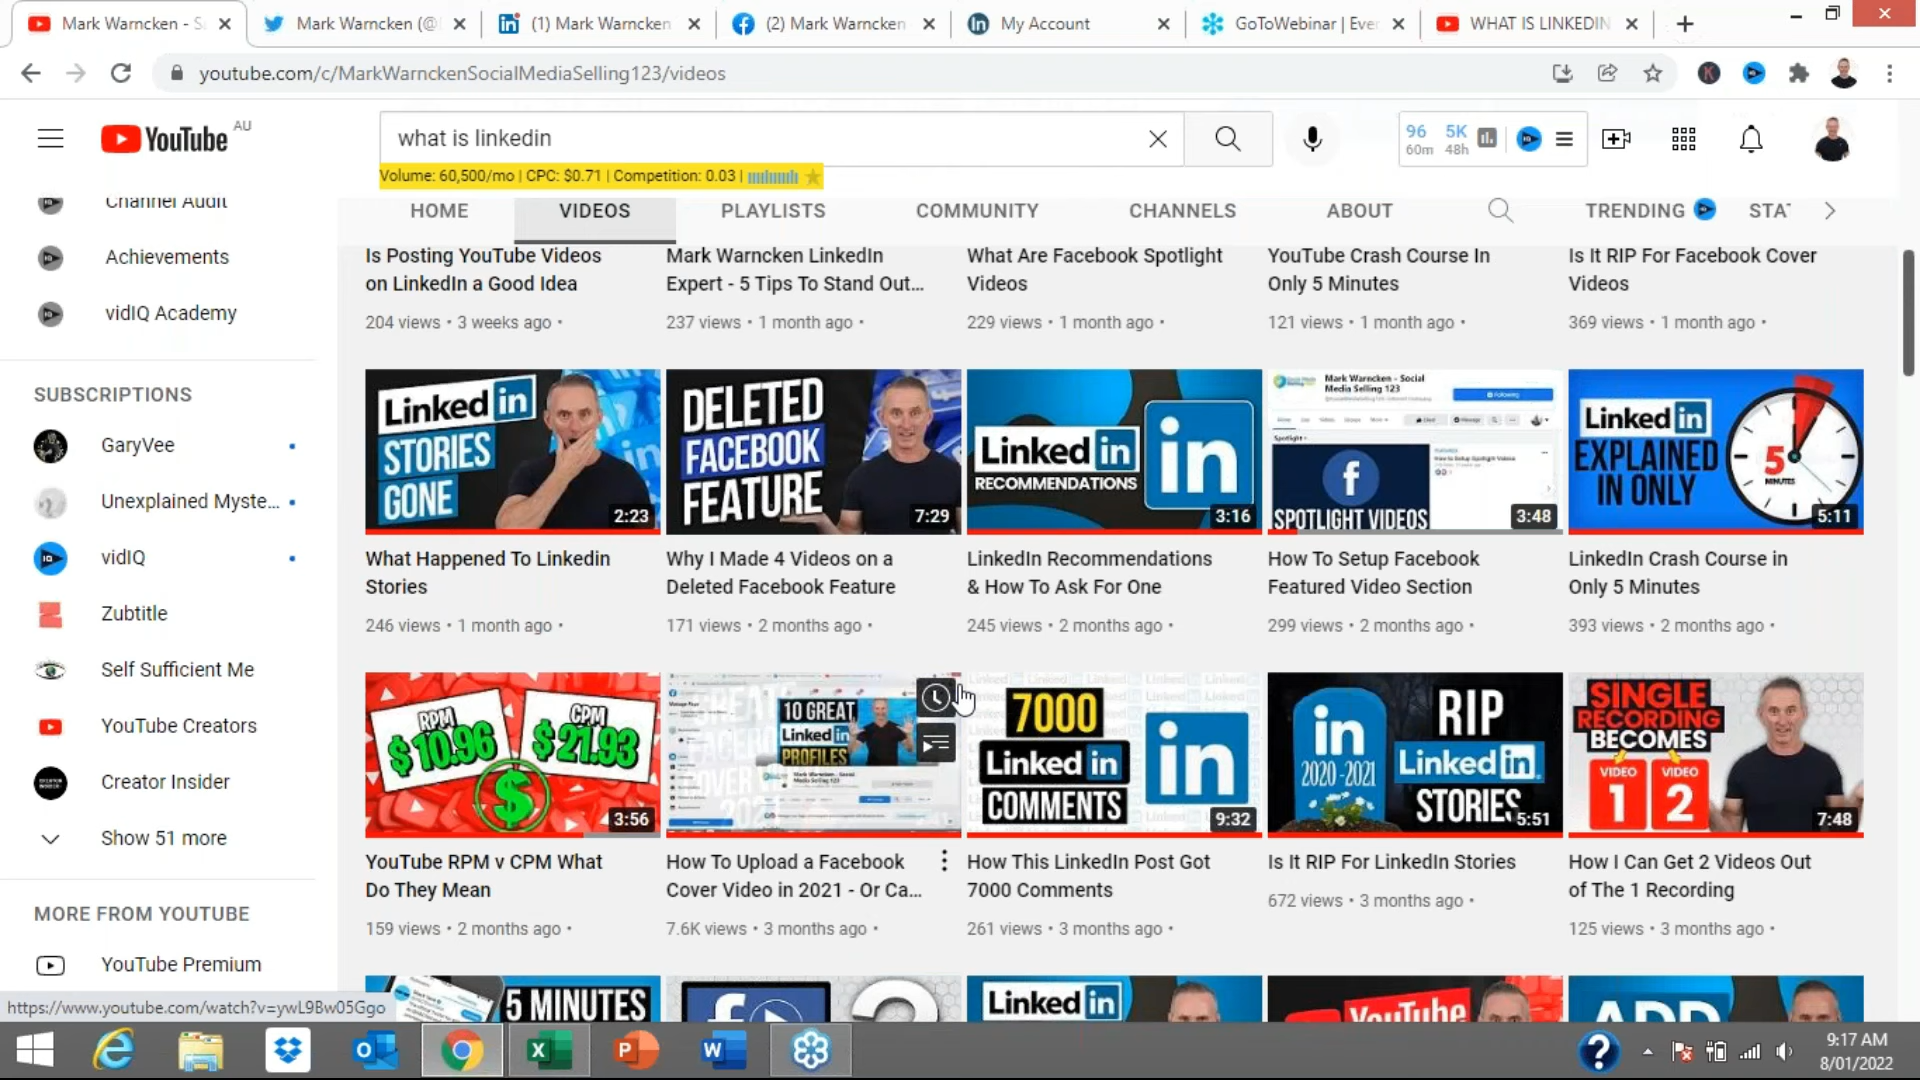 Mark Warncken - S
Mark Warncken (@
(1) Mark Warncken
(2) Mark Warncken
My Account
GoToWebinar | Ever
WHAT IS LINKEDIN
youtube.com/c/MarkWarnckenSocialMediaSelling123/videos
YouTube AU
what is linkedin
96 5K
60m 48h
Volume: 60,500/mo | CPC: $0.71 | Competition: 0.03 |
HOME VIDEOS PLAYLISTS COMMUNITY CHANNELS ABOUT TRENDING STAT
Channel Audit
Achievements
vidIQ Academy
SUBSCRIPTIONS
GaryVee
Unexplained Myste...
vidIQ
Zubtitle
Self Sufficient Me
YouTube Creators
Creator Insider
Show 51 more
MORE FROM YOUTUBE
YouTube Premium
Is Posting YouTube Videos
on LinkedIn a Good Idea
204 views • 3 weeks ago •
Mark Warncken LinkedIn
Expert - 5 Tips To Stand Out...
237 views • 1 month ago •
What Are Facebook Spotlight
Videos
229 views • 1 month ago •
YouTube Crash Course In
Only 5 Minutes
121 views • 1 month ago •
Is It RIP For Facebook Cover
Videos
369 views • 1 month ago •
Linked in
STORIES
GONE
2:23
What Happened To Linkedin
Stories
246 views • 1 month ago •
DELETED
FACEBOOK
FEATURE
7:29
Why I Made 4 Videos on a
Deleted Facebook Feature
171 views • 2 months ago •
Linked in
RECOMMENDATIONS
in
3:16
LinkedIn Recommendations
& How To Ask For One
245 views • 2 months ago •
Mark Warncken - Social
Media Selling 123
Following
Spotlight
SPOTLIGHT VIDEOS
3:48
How To Setup Facebook
Featured Video Section
299 views • 2 months ago •
Linked in
EXPLAINED
IN ONLY
5
MINUTES
5:11
LinkedIn Crash Course in
Only 5 Minutes
393 views • 2 months ago •
RPM
$10.96
CPM
$21.93
3:56
YouTube RPM v CPM What
Do They Mean
159 views • 2 months ago •
10 GREAT
Linked in
PROFILES
How To Upload a Facebook
Cover Video in 2021 - Or Ca...
7.6K views • 3 months ago •
7000
Linked in
COMMENTS
in
9:32
How This LinkedIn Post Got
7000 Comments
261 views • 3 months ago •
in
2020-2021
RIP
Linked in
STORIES
5:51
Is It RIP For LinkedIn Stories
672 views • 3 months ago •
SINGLE
RECORDING
BECOMES
VIDEO
1
VIDEO
2
7:48
How I Can Get 2 Videos Out
of The 1 Recording
125 views • 3 months ago •
5 MINUTES
Linked in
YouTube
ADD
https://www.youtube.com/watch?v=ywL9Bw05Ggo
9:17 AM
8/01/2022